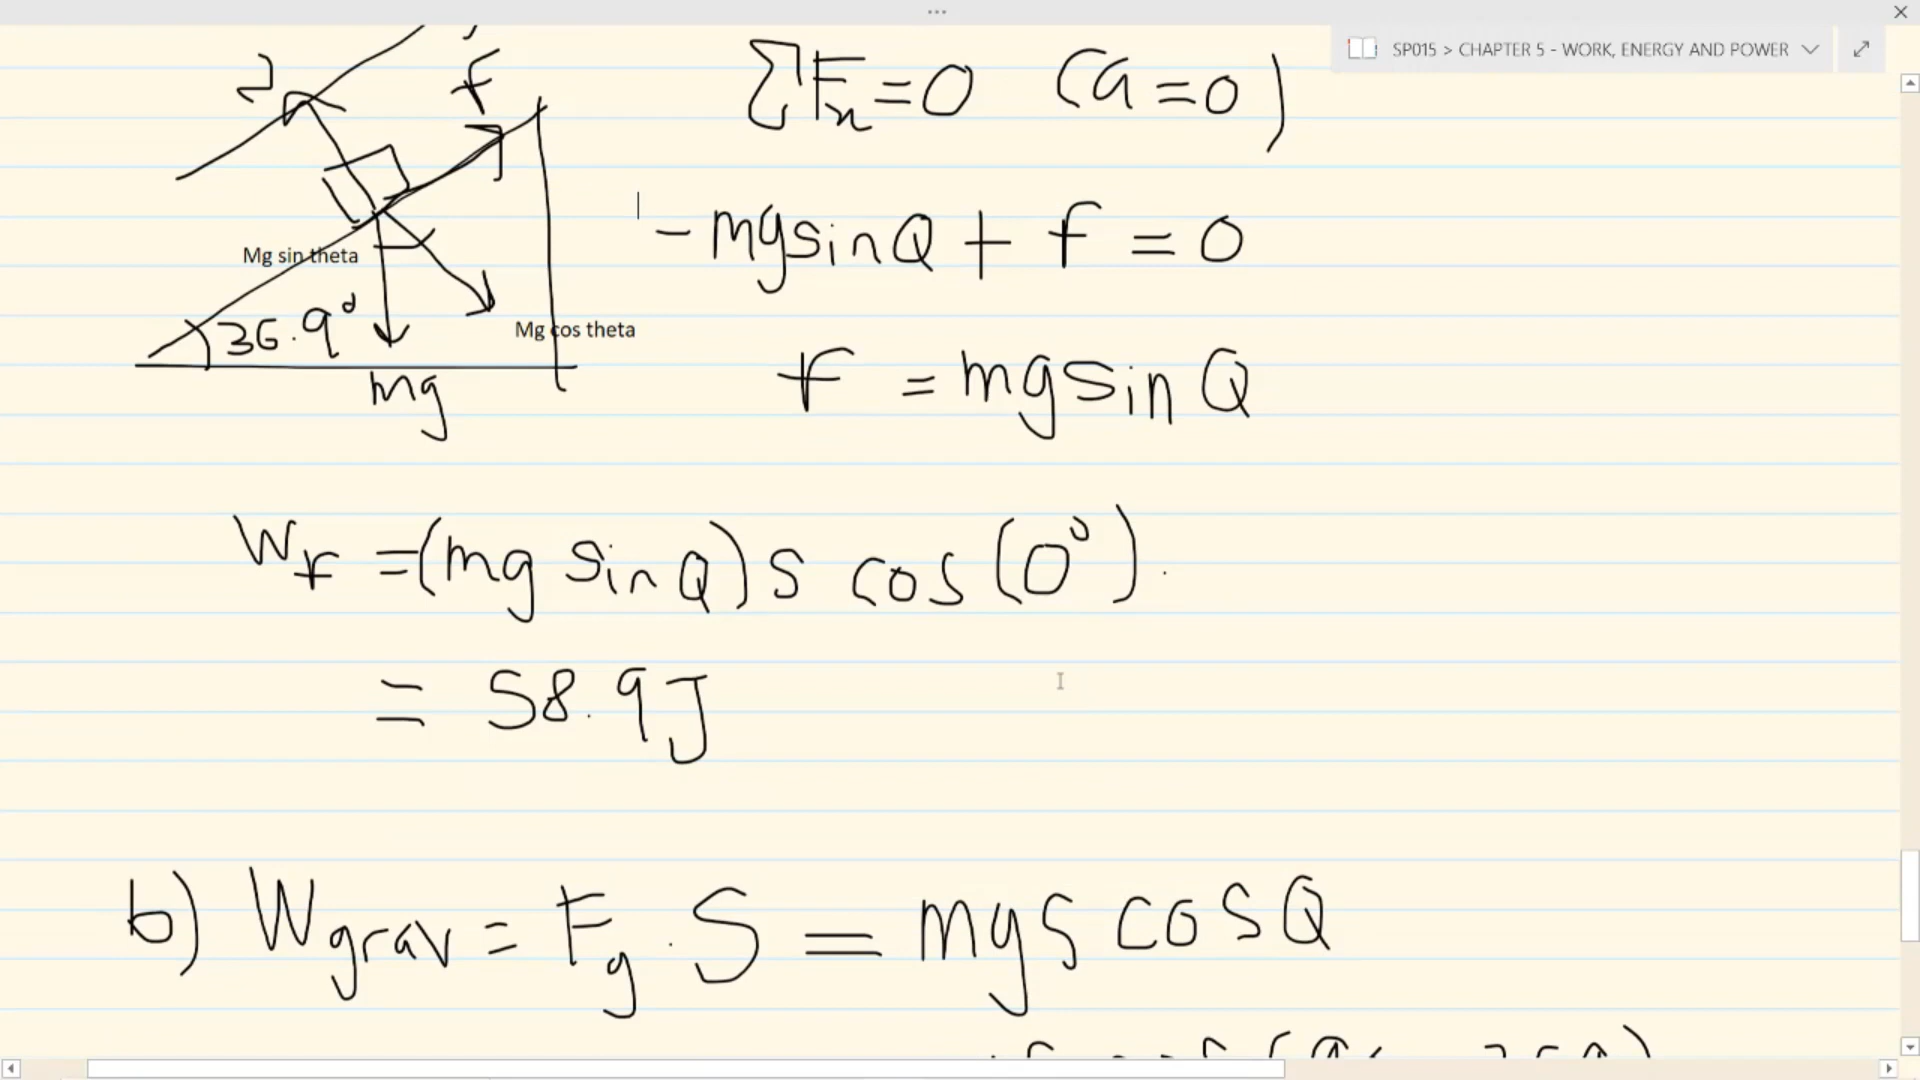 SP015 > CHAPTER 5 - WORK, ENERGY AND POWER
f
ΣFx = 0 (a = 0)
- mgsinθ + f = 0
Mg sin theta
36.9°
Mg cos theta
mg
f = mgsinθ
Wf = (mg sinθ) s cos (0°).
= 58.9J
b) Wgrav = Fg . S = mgs cosθ